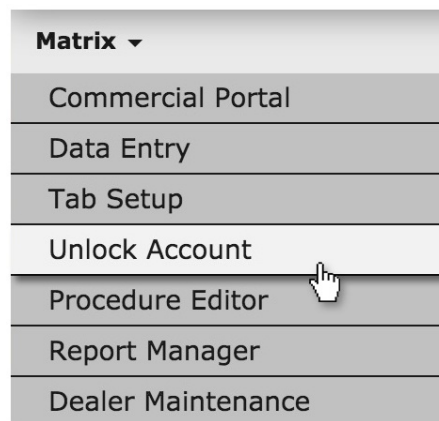 Matrix
Commercial Portal
Data Entry
Tab Setup
Unlock Account
Procedure Editor
Report Manager
Dealer Maintenance